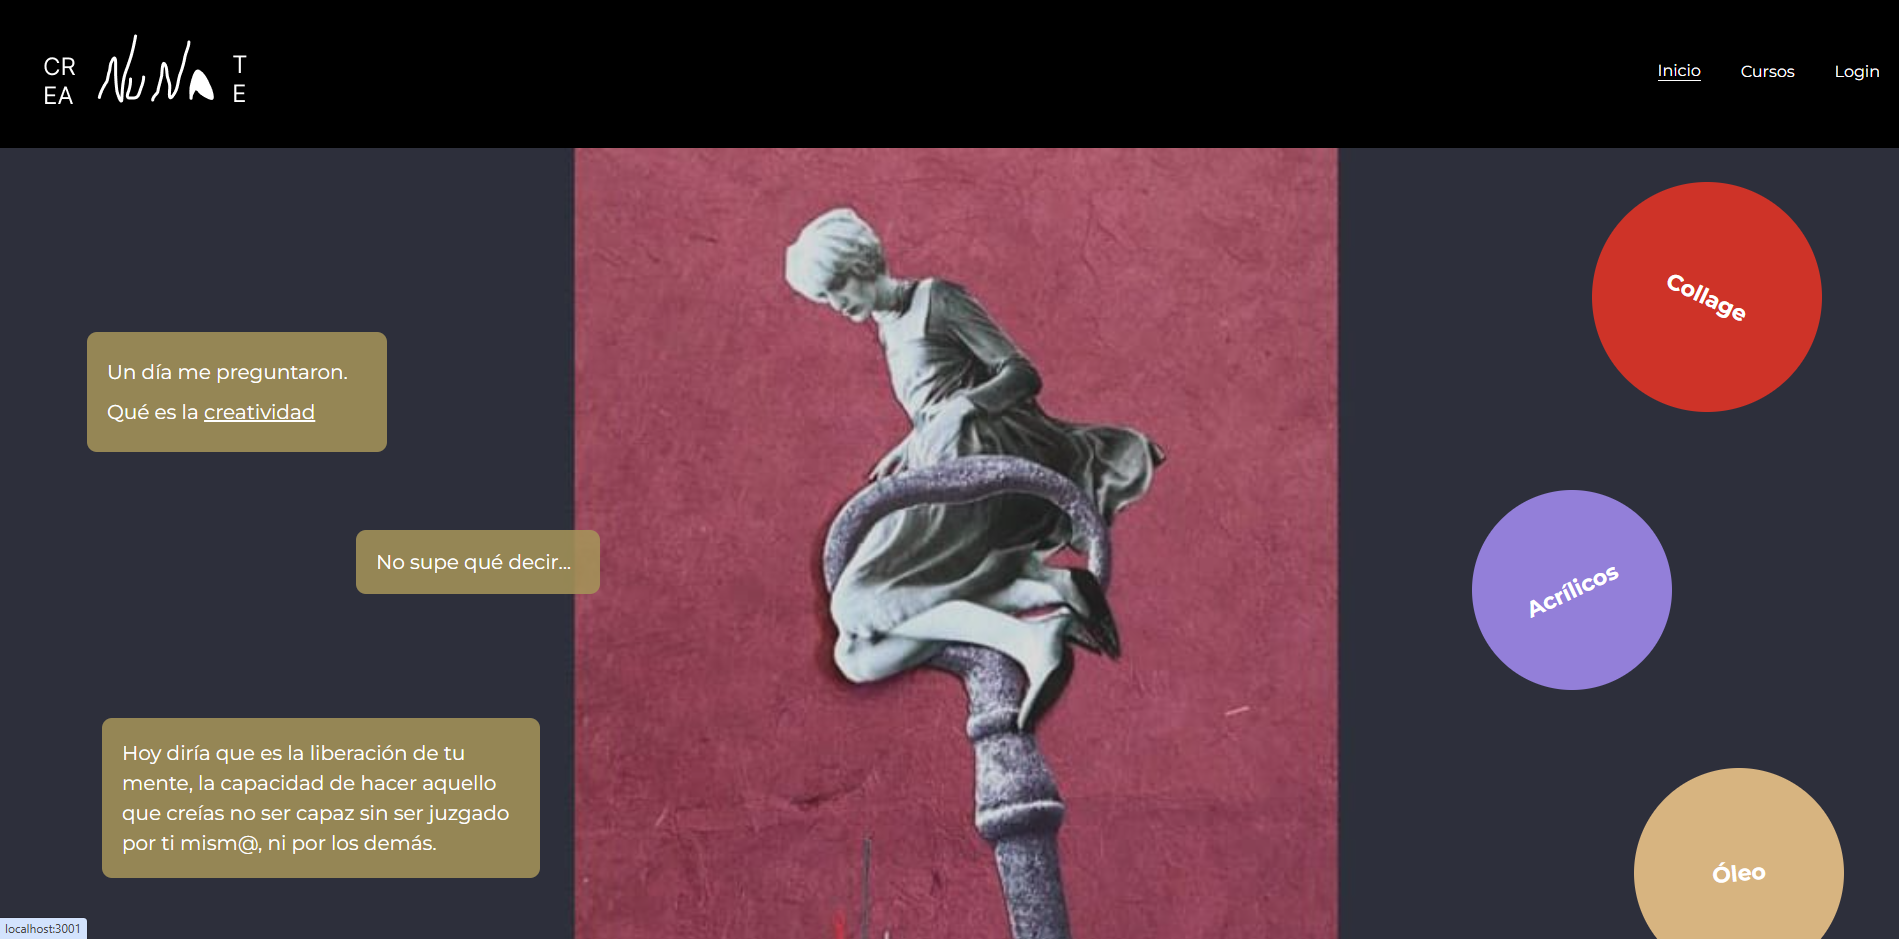 CR
EA
NUNA
T
E
Inicio
Cursos
Login
Collage
Un día me preguntaron.
Qué es la creatividad
No supe qué decir...
Acrílicos
Hoy diría que es la liberación de tu
mente, la capacidad de hacer aquello
que creías no ser capaz sin ser juzgado
por ti mism@, ni por los demás.
Óleo
localhost:3001